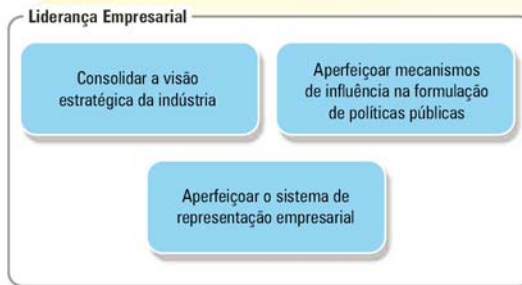 Liderança Empresarial
Consolidar a visão
estratégica da indústria
Aperfeiçoar mecanismos
de influência na formulação
de políticas públicas
Aperfeiçoar o sistema de
representação empresarial